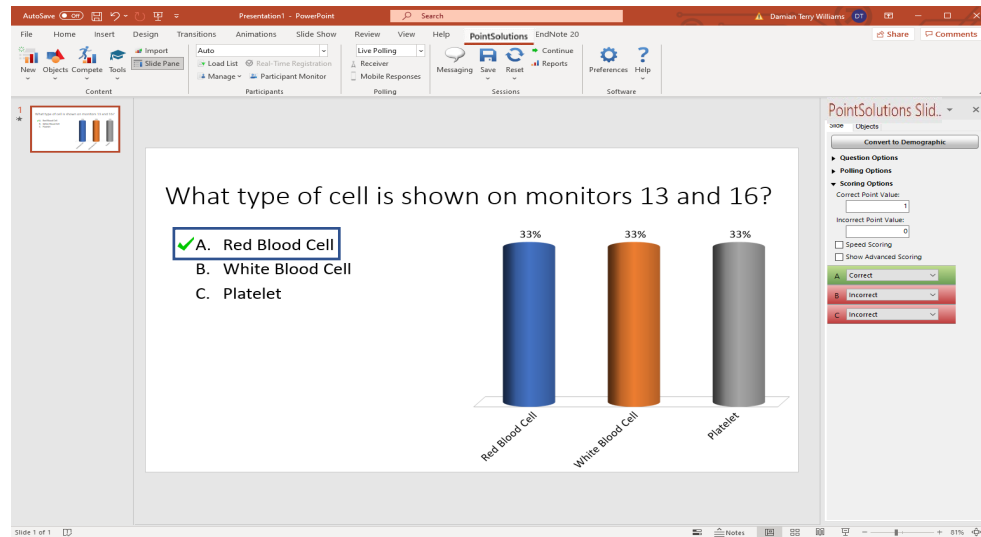 AutoSave Off Presentation1 - PowerPoint Search Damian Terry Williams DT
File Home Insert Design Transitions Animations Slide Show Review View Help PointSolutions EndNote 20 Share Comments
New Objects Compete Tools Import Slide Pane Auto Load List Real-Time Registration Manage Participant Monitor Live Polling Receiver Mobile Responses Messaging Save Reset Continue Reports Preferences Help
Content Participants Polling Sessions Software
1
PointSolutions Slid..
Slide Objects
Convert to Demographic
Question Options
Polling Options
Scoring Options
Correct Point Value:
1
Incorrect Point Value:
0
Speed Scoring
Show Advanced Scoring
A Correct
B Incorrect
C Incorrect
What type of cell is shown on monitors 13 and 16?
A. Red Blood Cell
B. White Blood Cell
C. Platelet
33% 33% 33%
Red Blood Cell
White Blood Cell
Platelet
Slide 1 of 1 Notes 81%